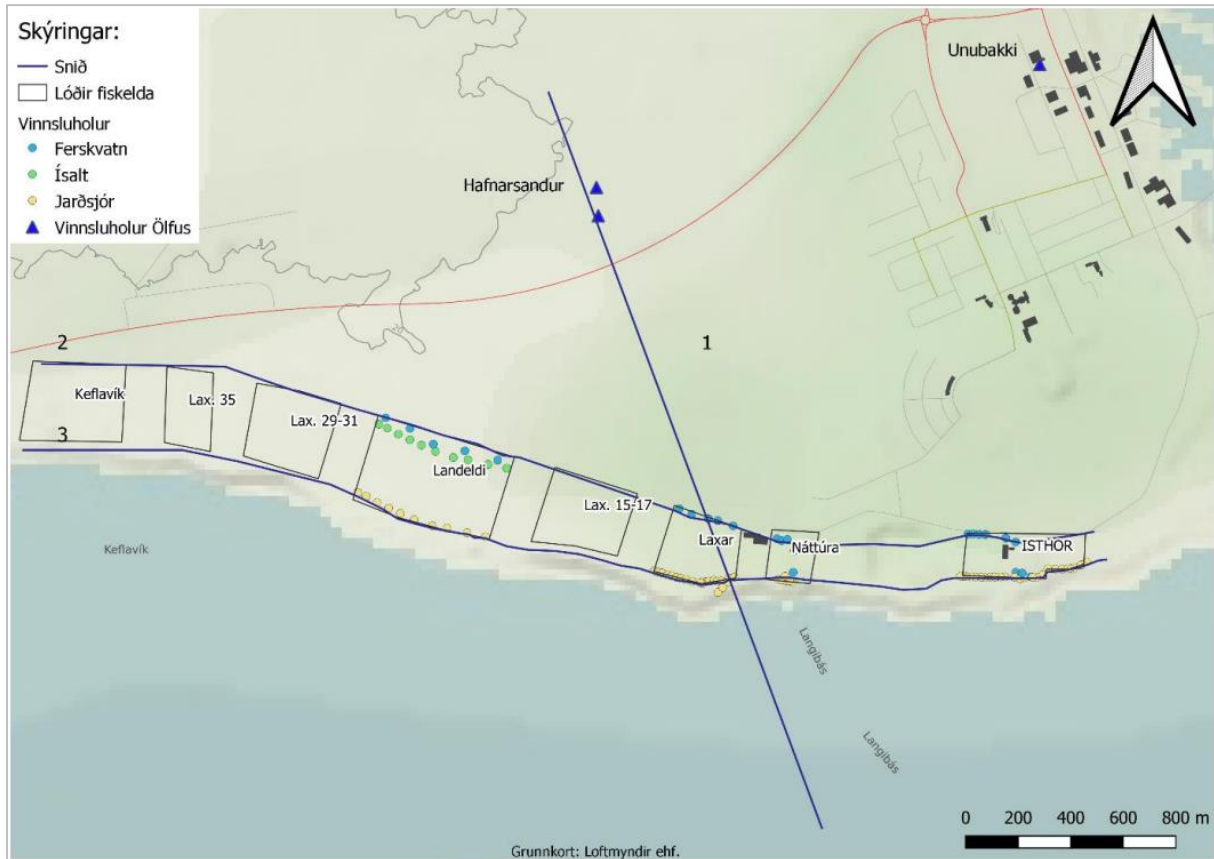 Skýringar:
Snið
Lóðir fiskelda
Vinnsluholur
Ferskvatn
Ísalt
Jarðsjór
Vinnsluholur Ölfus
Unubakki
Hafnarsandur
1
2
Keflavík
Lax. 35
Lax. 29-31
3
Landeldi
Lax. 15-17
Laxar
Náttúra
ISTHOR
Keflavík
Langibás
Langibás
0 200 400 600 800 m
Grunnkort: Loftmyndir ehf.